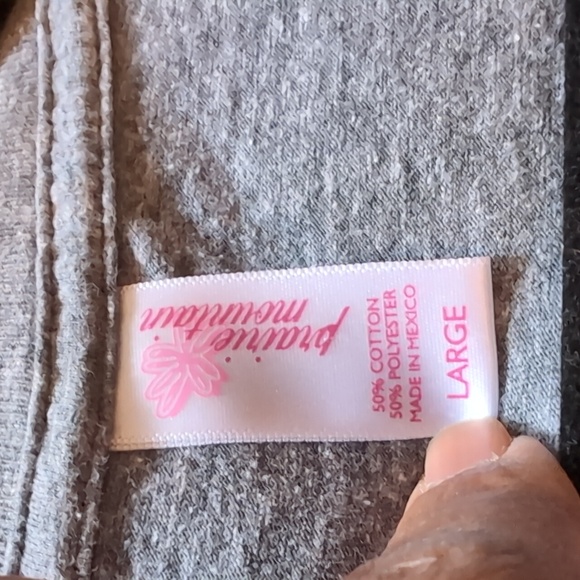 prairie
mountain
50% COTTON
50% POLYESTER
MADE IN MEXICO
LARGE